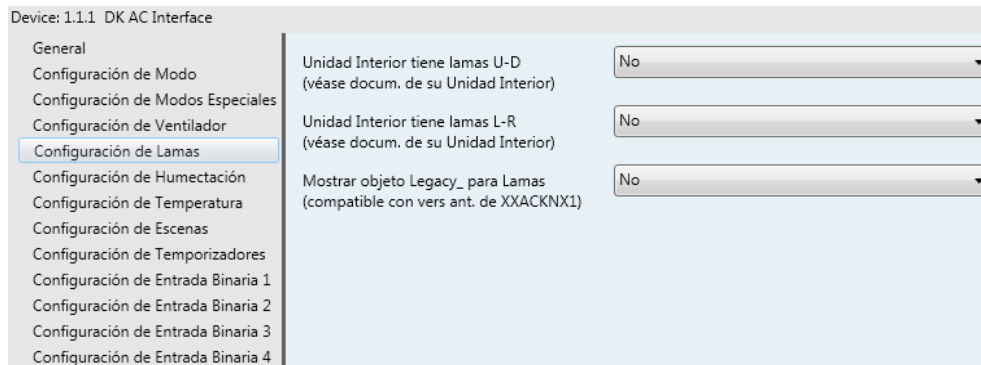 Device: 1.1.1 DK AC Interface
General
Configuración de Modo
Configuración de Modos Especiales
Configuración de Ventilador
Configuración de Lamas
Configuración de Humectación
Configuración de Temperatura
Configuración de Escenas
Configuración de Temporizadores
Configuración de Entrada Binaria 1
Configuración de Entrada Binaria 2
Configuración de Entrada Binaria 3
Configuración de Entrada Binaria 4
Unidad Interior tiene lamas U-D
(véase docum. de su Unidad Interior)
No
Unidad Interior tiene lamas L-R
(véase docum. de su Unidad Interior)
No
Mostrar objeto Legacy_ para Lamas
(compatible con vers ant. de XXACKNX1)
No